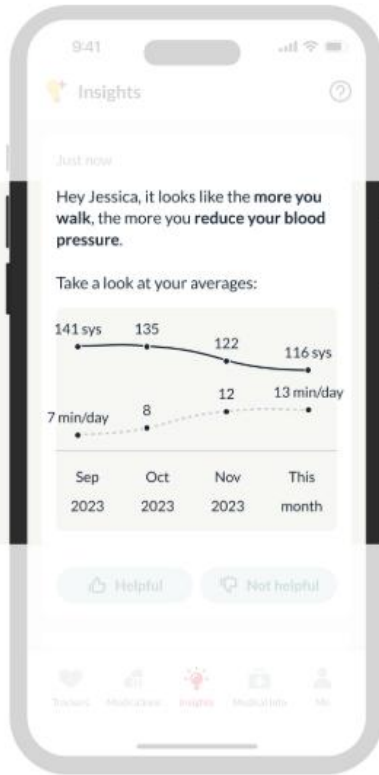 9:41
Insights
Just now
Hey Jessica, it looks like the more you
walk, the more you reduce your blood
pressure.
Take a look at your averages:
141 sys 135 122 116 sys
7 min/day 8 12 13 min/day
Sep Oct Nov This
2023 2023 2023 month
Helpful Not helpful
Trackers Medications Insights Medical Info Me